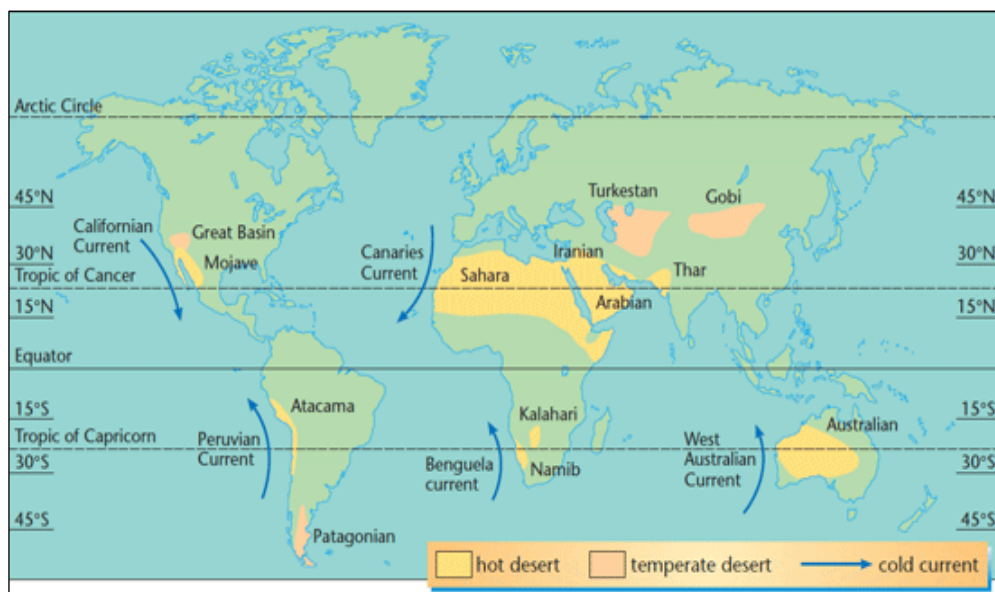 Arctic Circle
45°N
Californian
Current
Great Basin
Mojave
30°N
Tropic of Cancer
15°N
Equator
15°S
Tropic of Capricorn
30°S
45°S
Atacama
Peruvian
Current
Patagonian
Canaries
Current
Sahara
Iranian
Arabian
Turkestan
Gobi
Thar
Kalahari
Namib
Benguela
current
West
Australian
Current
Australian
45°N
30°N
15°N
15°S
30°S
45°S
hot desert
temperate desert
cold current